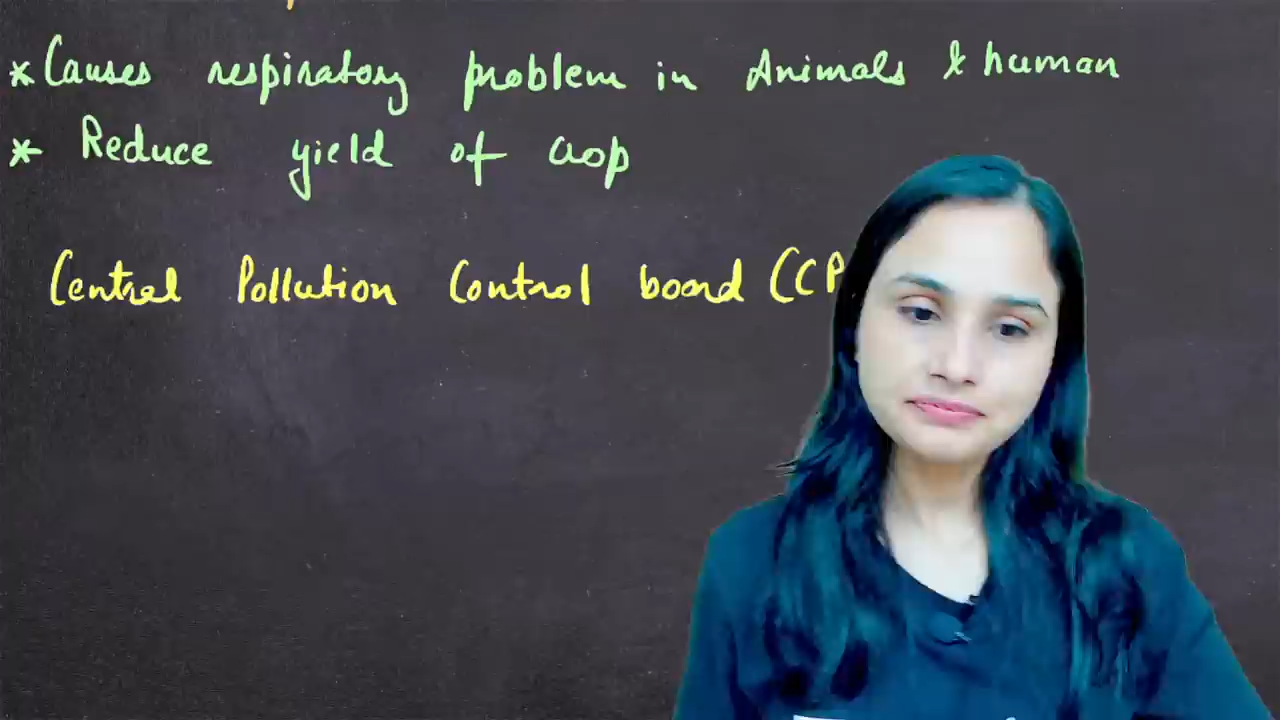 * Causes respiratory problem in Animals & human
* Reduce yield of crop
Central Pollution Control board (CP